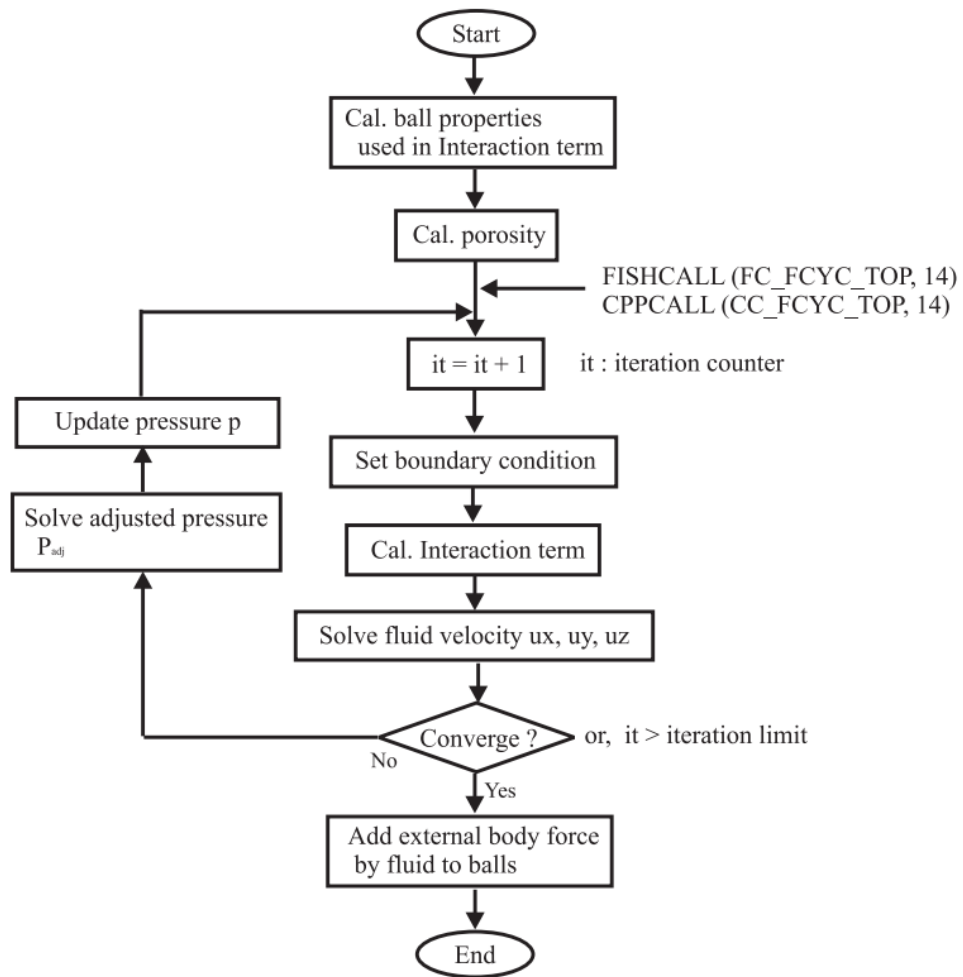 Start
Cal. ball properties
used in Interaction term
Cal. porosity
FISHCALL (FC_FCYC_TOP, 14)
CPPCALL (CC_FCYC_TOP, 14)
it = it + 1
it : iteration counter
Update pressure p
Set boundary condition
Solve adjusted pressure
Padj
Cal. Interaction term
Solve fluid velocity ux, uy, uz
Converge ?
or, it > iteration limit
No
Yes
Add external body force
by fluid to balls
End